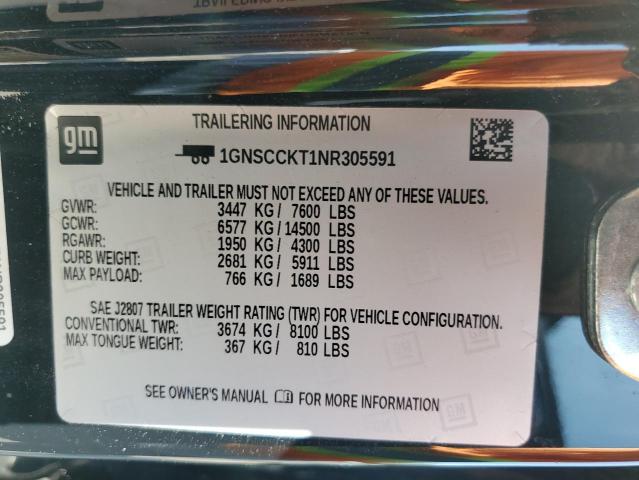 gm
TRAILERING INFORMATION
1GNSCCKT1NR305591
VEHICLE AND TRAILER MUST NOT EXCEED ANY OF THESE VALUES.
GVWR: 3447 KG / 7600 LBS
GCWR: 6577 KG /14500 LBS
RGAWR: 1950 KG / 4300 LBS
CURB WEIGHT: 2681 KG / 5911 LBS
MAX PAYLOAD: 766 KG / 1689 LBS
SAE J2807 TRAILER WEIGHT RATING (TWR) FOR VEHICLE CONFIGURATION.
CONVENTIONAL TWR: 3674 KG / 8100 LBS
MAX TONGUE WEIGHT: 367 KG / 810 LBS
SEE OWNER'S MANUAL FOR MORE INFORMATION